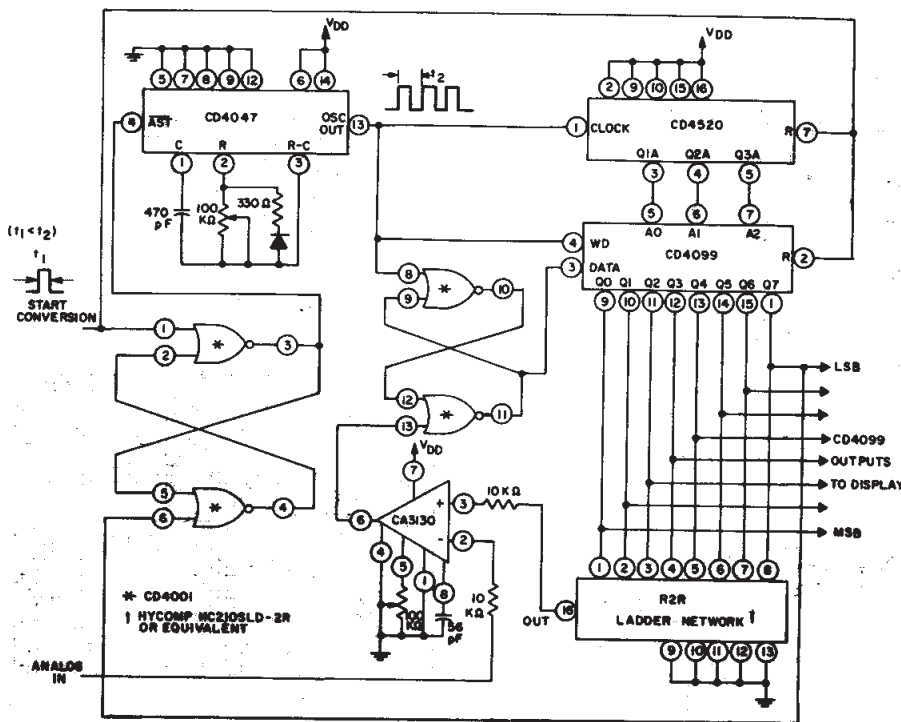 VDD
5 7 8 9 12
6 14
4 AST CD4047 OSC OUT 13
C R R-C
1 2 3
470 pF
100 KΩ
330Ω
t2
VDD
2 9 10 15 16
1 CLOCK CD4520 R 7
Q1A Q2A Q3A
3 4 5
5 6 7
A0 A1 A2
4 WD CD4099 R 2
3 DATA
Q0 Q1 Q2 Q3 Q4 Q5 Q6 Q7
9 10 11 12 13 14 15 1
(t1 < t2)
t1
START CONVERSION
1 2 * 3
5 6 * 4
8 9 * 10
12 13 * 11
LSB
CD4099
OUTPUTS
TO DISPLAY
MSB
VDD
7
6 CA3130 + 3 10KΩ
- 2
4 5 1 8
100 KΩ
56 pF
10 KΩ
1 2 3 4 5 6 7 8
R2R
OUT 16 LADDER NETWORK †
9 10 11 12 13
* CD4001
† HYCOMP HC210SLD-2R
OR EQUIVALENT
ANALOG IN